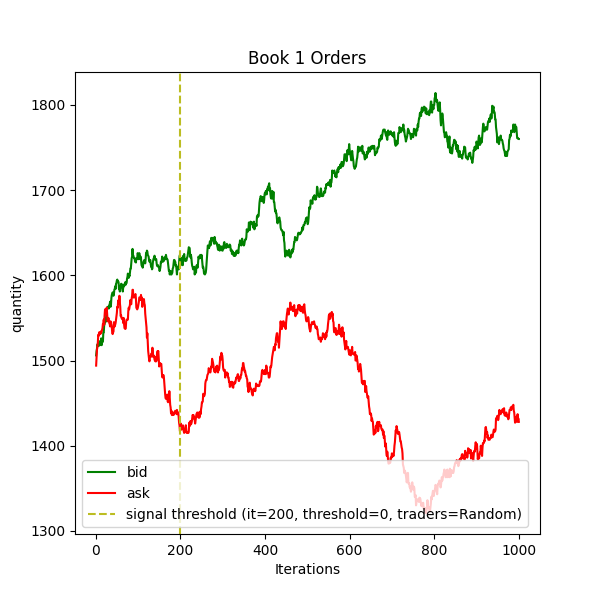 Book 1 Orders
1800
1700
1600
1500
1400
1300
quantity
bid
ask
signal threshold (it=200, threshold=0, traders=Random)
0 200 400 600 800 1000
Iterations